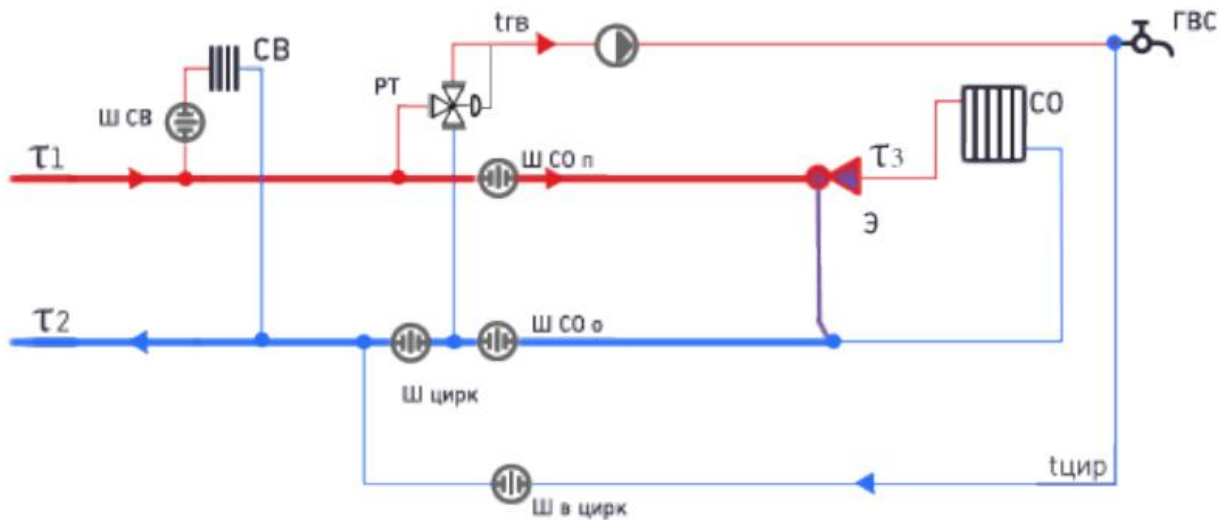 tгв
ГВС
СВ
РТ
СО
Ш СВ
τ1
Ш СО п
τ3
Э
τ2
Ш СО о
Ш цирк
tцир
Ш в цирк